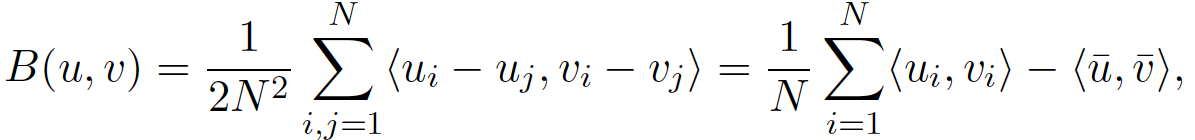 B(u, v) = \frac{1}{2N^2} \sum_{i,j=1}^{N} \langle u_i - u_j, v_i - v_j \rangle = \frac{1}{N} \sum_{i=1}^{N} \langle u_i, v_i \rangle - \langle \bar{u}, \bar{v} \rangle,